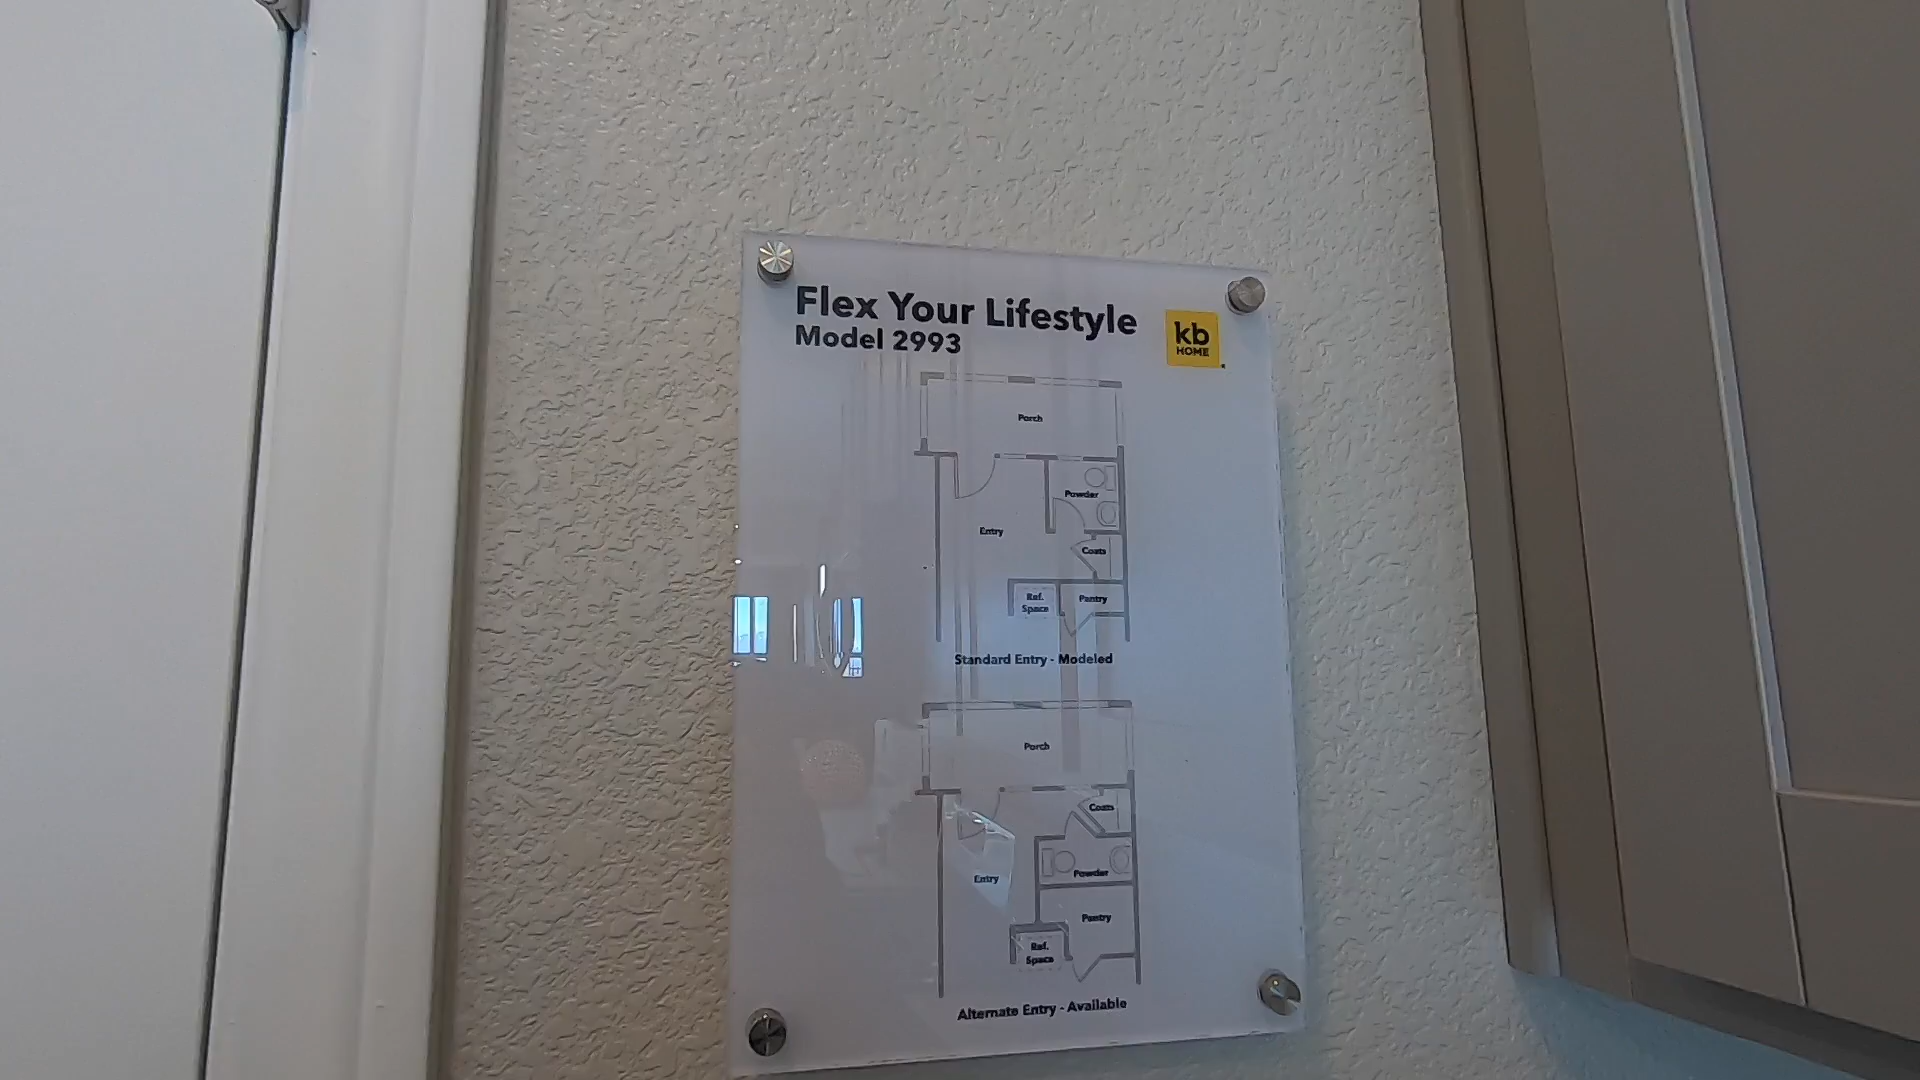 Flex Your Lifestyle
Model 2993
kb
HOME
Porch
Powder
Entry
Coats
Ref.
Space
Pantry
Standard Entry - Modeled
Porch
Coats
Powder
Entry
Pantry
Ref.
Space
Alternate Entry - Available